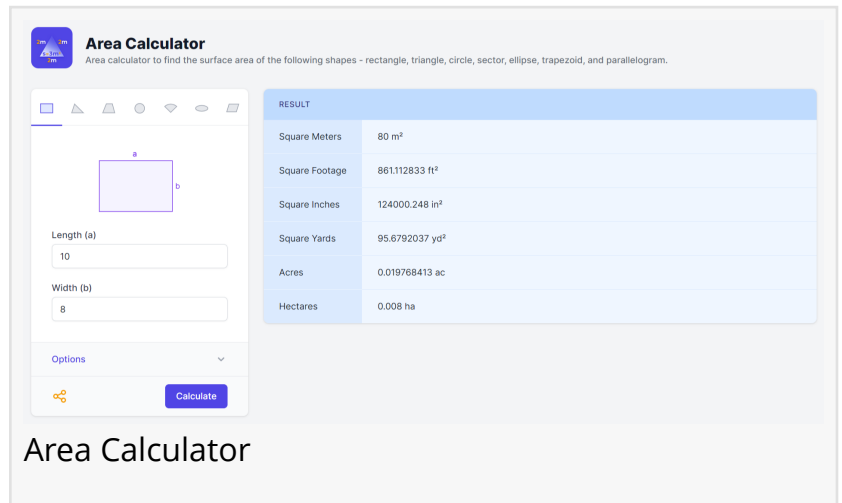 2m 2m
2m
Area Calculator
Area calculator to find the surface area of the following shapes - rectangle, triangle, circle, sector, ellipse, trapezoid, and parallelogram.
a
b
Length (a)
10
Width (b)
8
Options
Calculate
RESULT
Square Meters 80 m²
Square Footage 861.112833 ft²
Square Inches 124000.248 in²
Square Yards 95.6792037 yd²
Acres 0.019768413 ac
Hectares 0.008 ha
Area Calculator